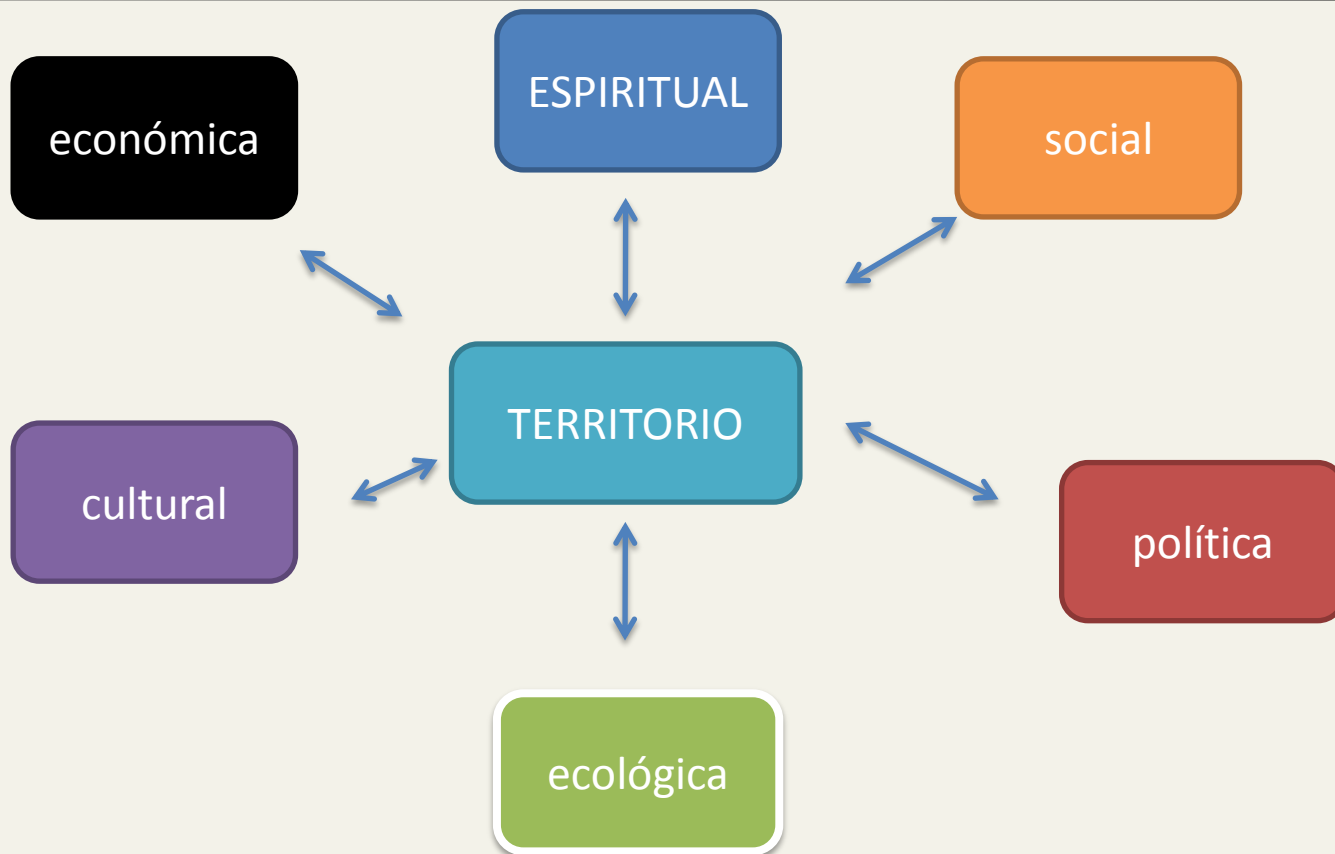 ESPIRITUAL
económica
social
TERRITORIO
cultural
política
ecológica